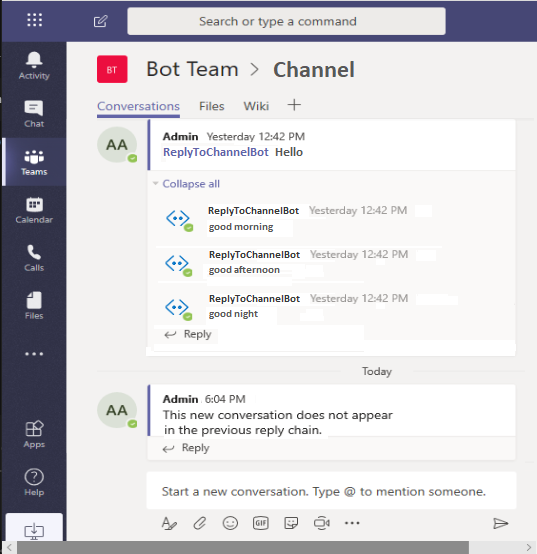 Search or type a command
Activity
Chat
Teams
Calendar
Calls
Files
Apps
Help
BT Bot Team > Channel
Conversations Files Wiki
AA Admin Yesterday 12:42 PM
ReplyToChannelBot Hello
Collapse all
ReplyToChannelBot Yesterday 12:42 PM
good morning
ReplyToChannelBot Yesterday 12:42 PM
good afternoon
ReplyToChannelBot Yesterday 12:42 PM
good night
Reply
Today
AA Admin 6:04 PM
This new conversation does not appear
in the previous reply chain.
Reply
Start a new conversation. Type @ to mention someone.
GIF